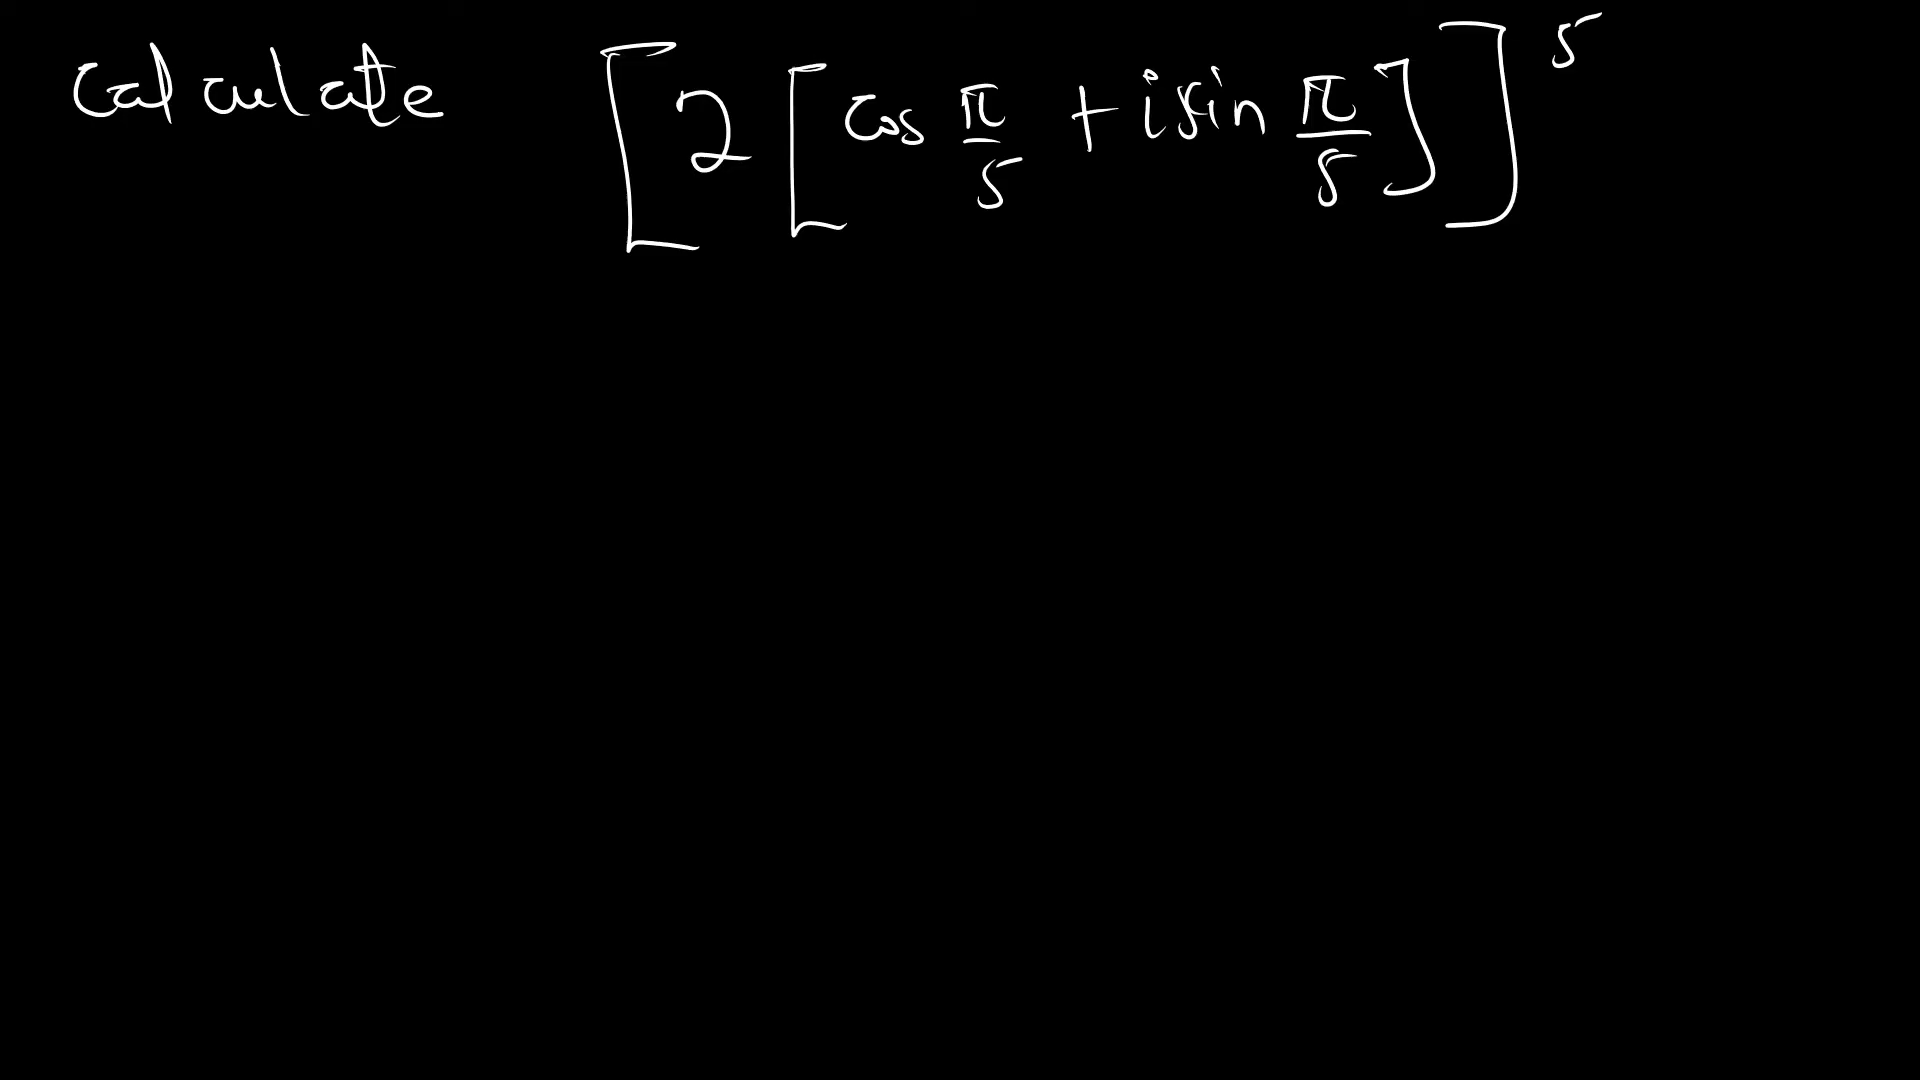 Calculate [2[cos π/5 + i sin π/5]]^5